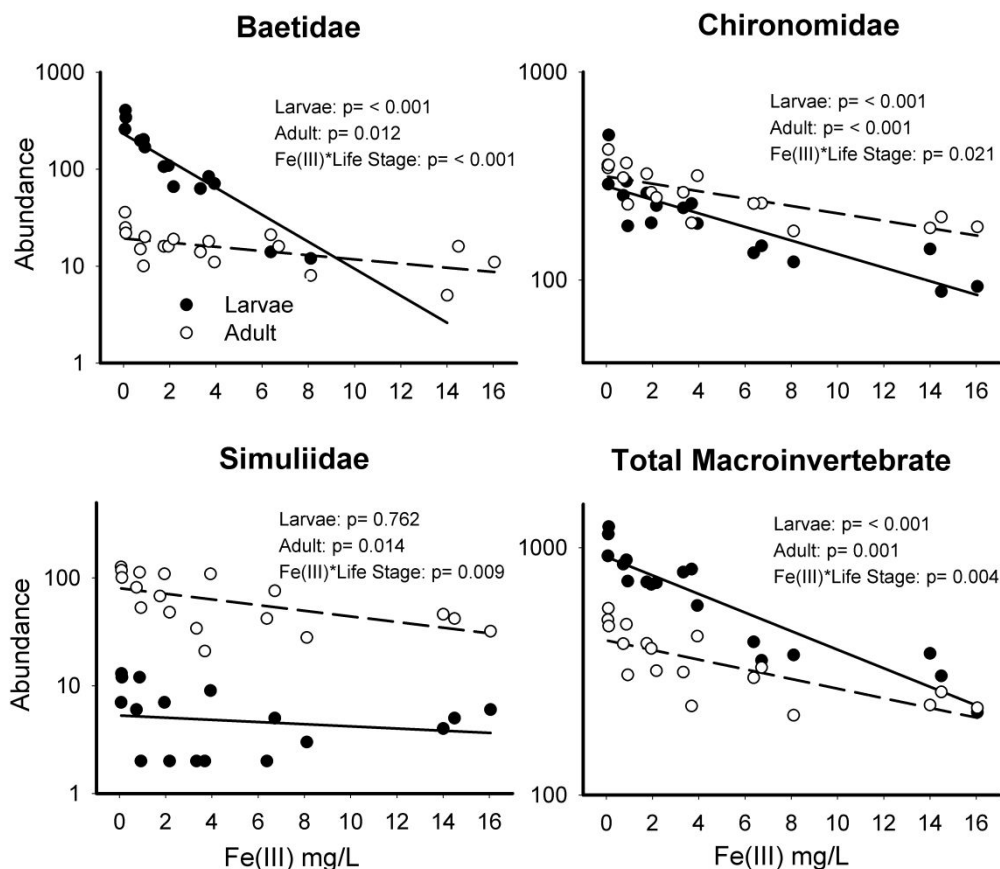 Baetidae
1000
100
10
1
Abundance
Larvae: p= < 0.001
Adult: p= 0.012
Fe(III)*Life Stage: p= < 0.001
Larvae
Adult
0 2 4 6 8 10 12 14 16
Chironomidae
1000
100
Larvae: p= < 0.001
Adult: p= < 0.001
Fe(III)*Life Stage: p= 0.021
0 2 4 6 8 10 12 14 16
Simuliidae
100
10
1
Abundance
Larvae: p= 0.762
Adult: p= 0.014
Fe(III)*Life Stage: p= 0.009
0 2 4 6 8 10 12 14 16
Fe(III) mg/L
Total Macroinvertebrate
1000
100
Larvae: p= < 0.001
Adult: p= 0.001
Fe(III)*Life Stage: p= 0.004
0 2 4 6 8 10 12 14 16
Fe(III) mg/L